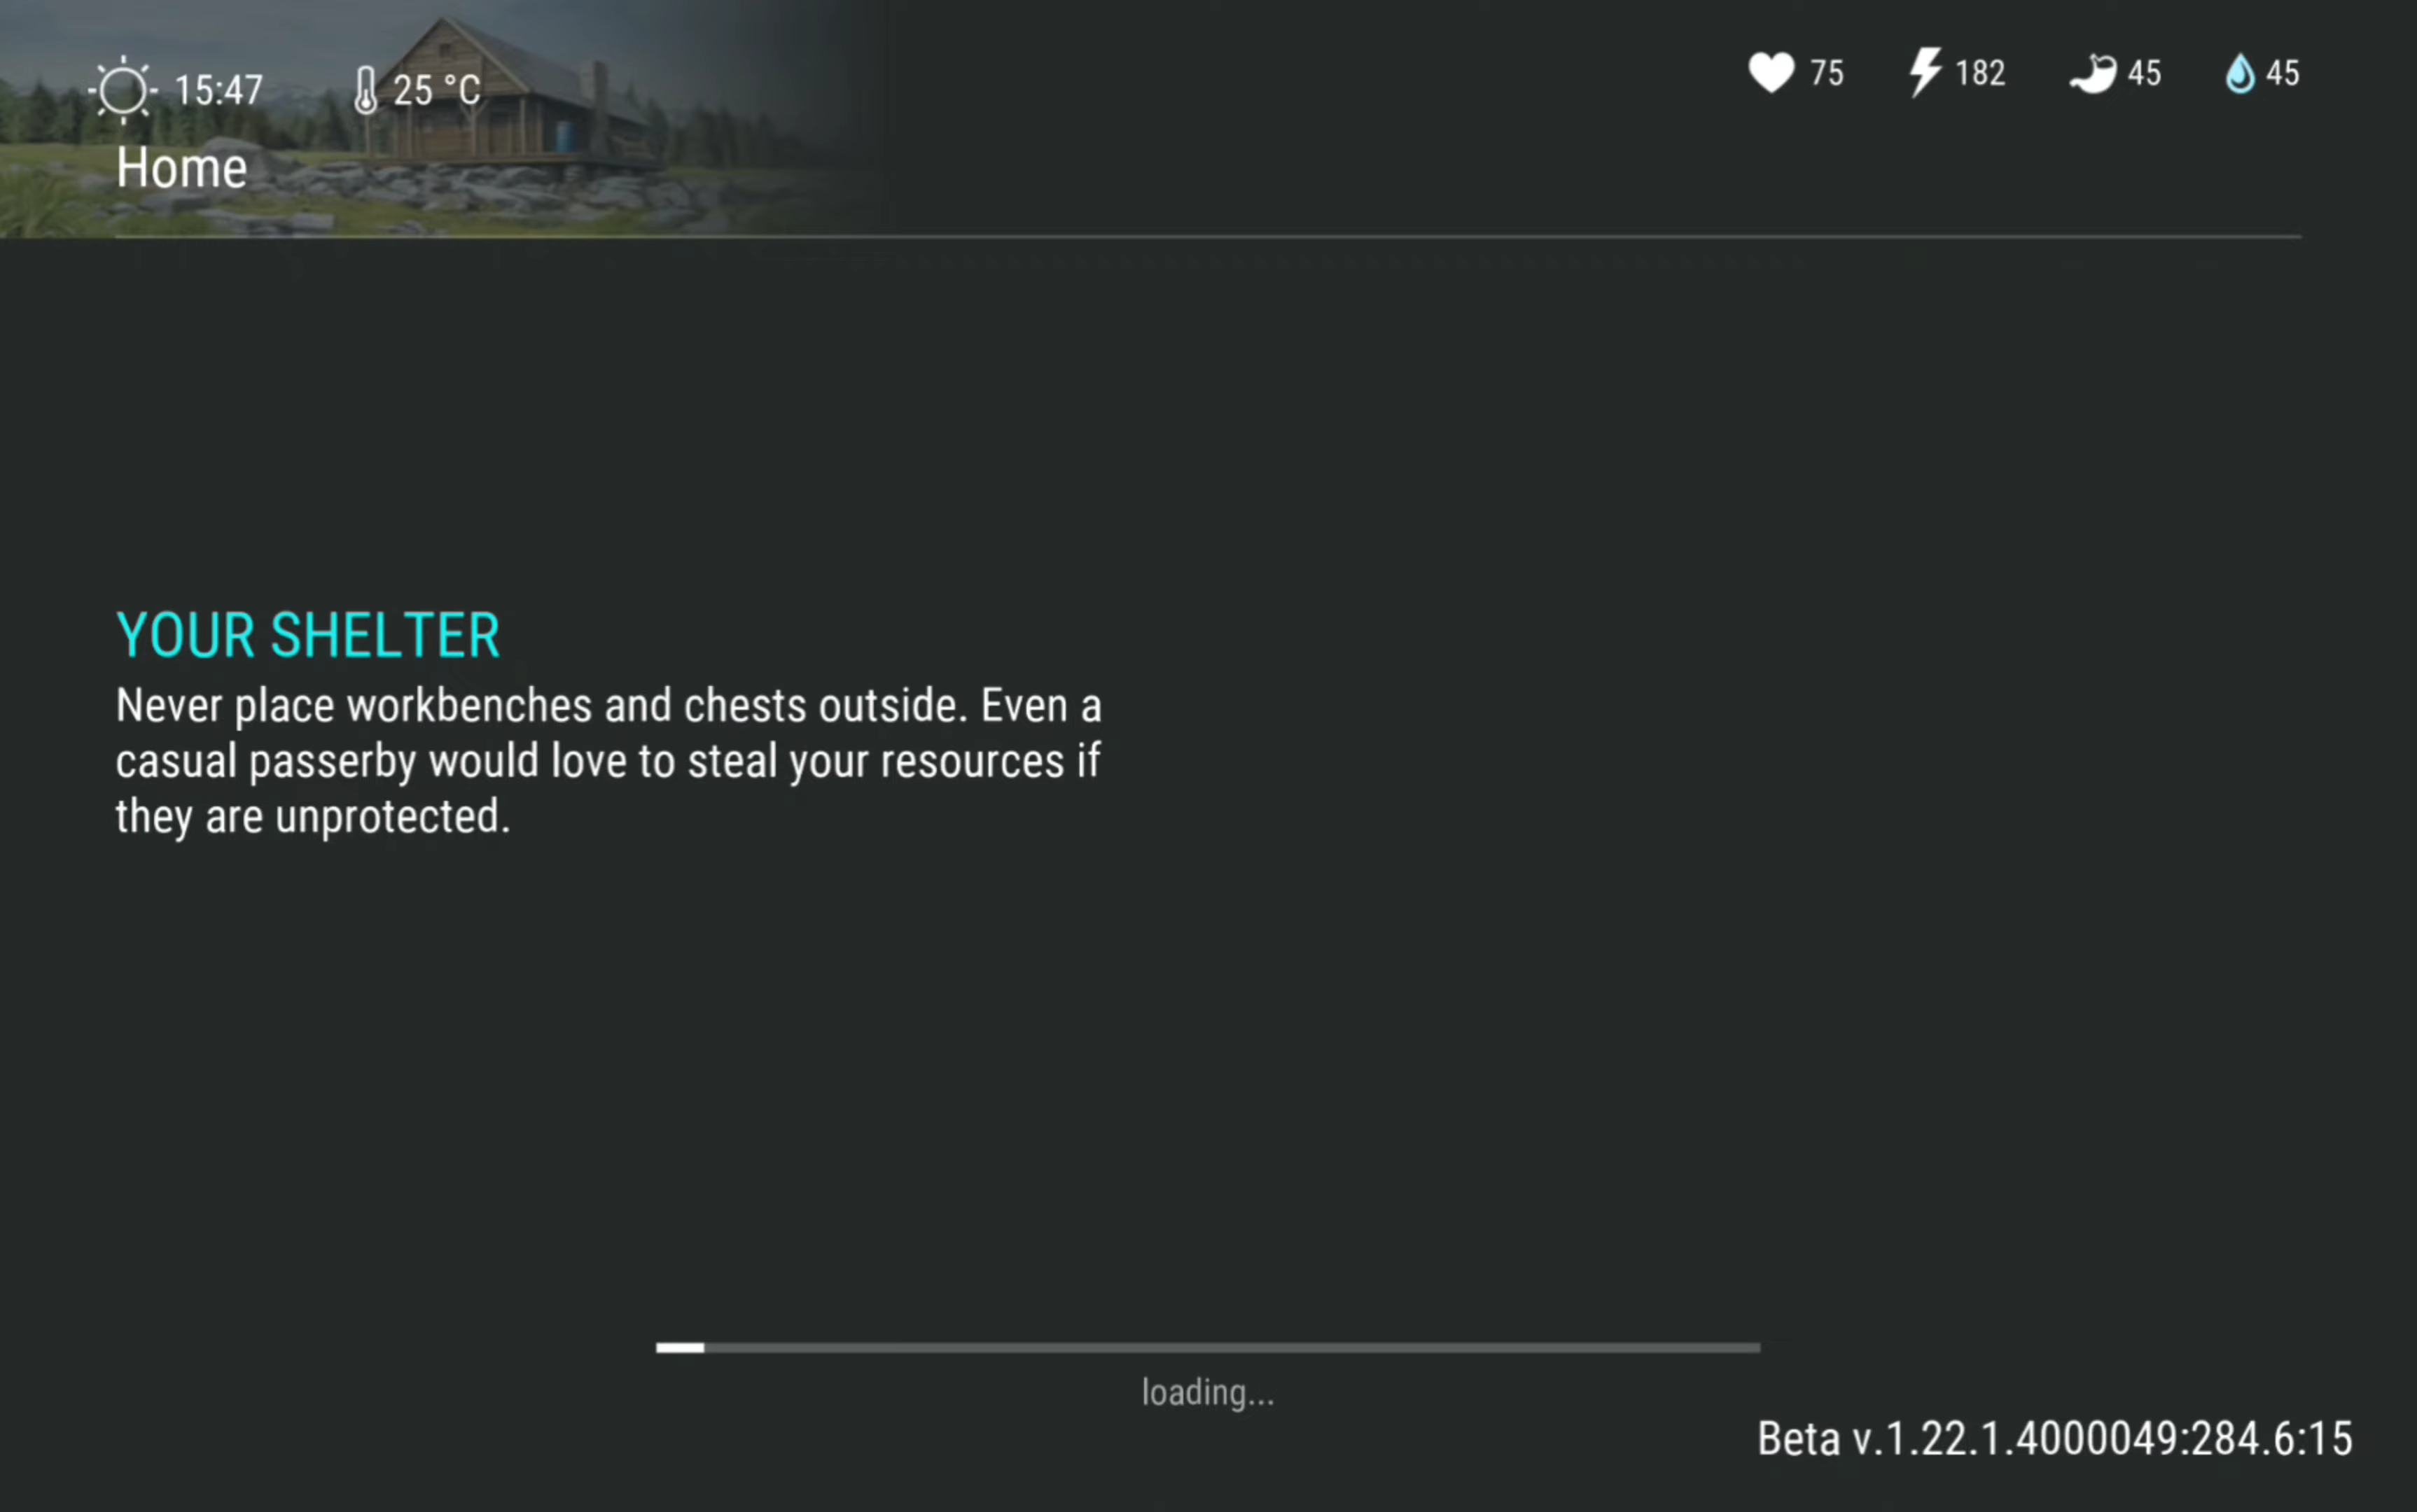 15:47 25 °C 75 182 45 45
Home
YOUR SHELTER
Never place workbenches and chests outside. Even a
casual passerby would love to steal your resources if
they are unprotected.
loading...
Beta v.1.22.1.4000049:284.6:15